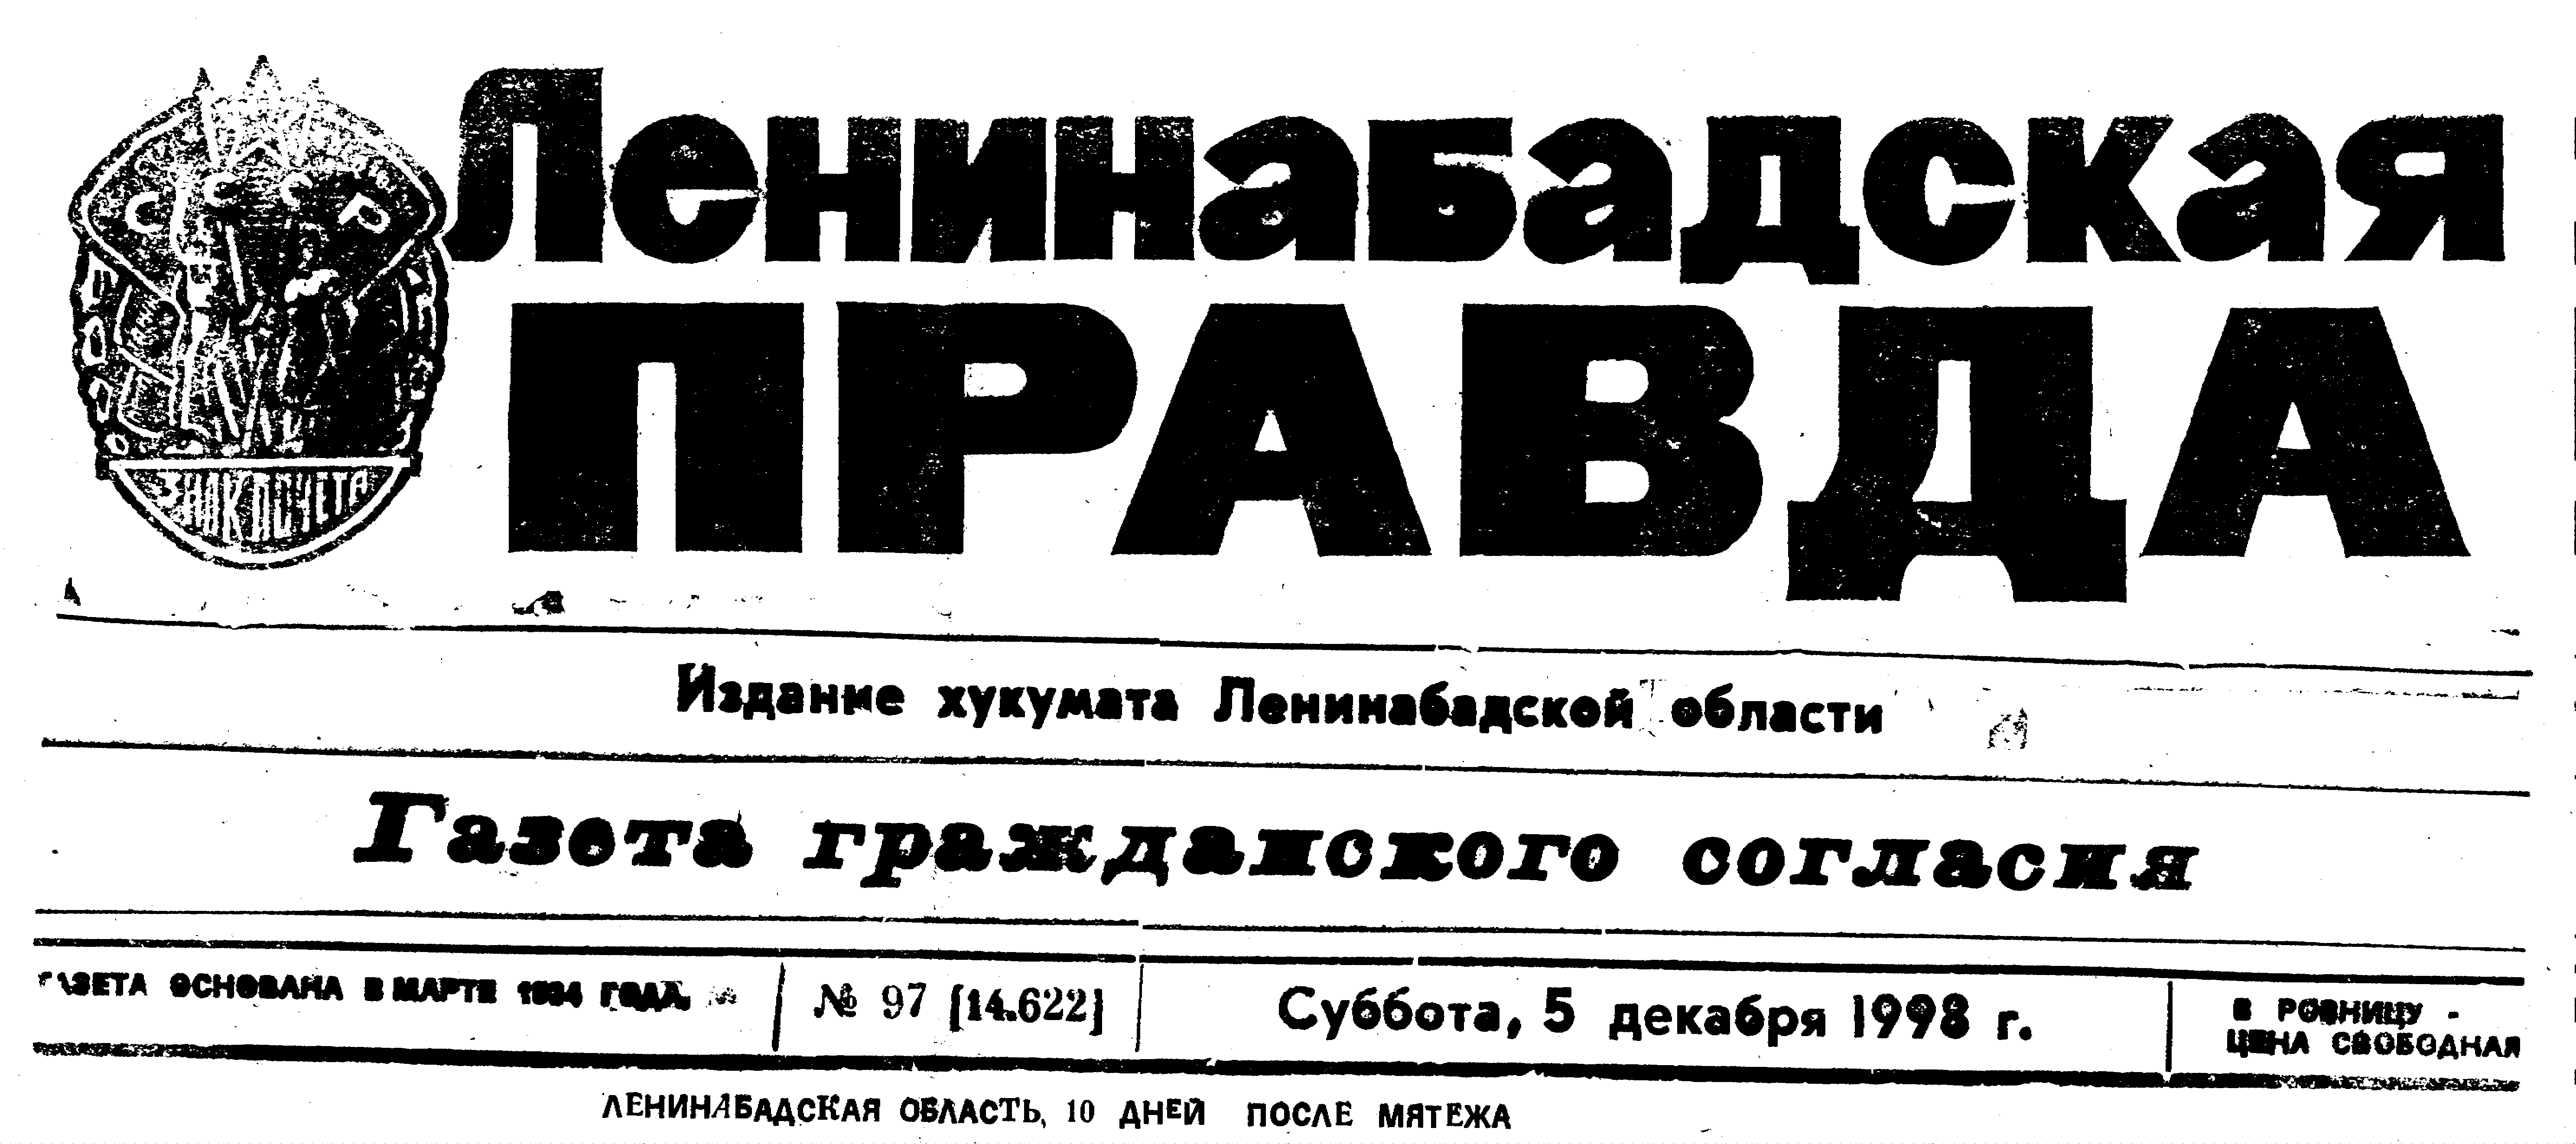 Ленинабадская
ПРАВДА
СССР
ЗНАК ПОЧЕТА
Издание хукумата Ленинабадской области
Газета гражданского согласия
ГАЗЕТА ОСНОВАНА В МАРТЕ 1934 ГОДА.
№ 97 [14.622]
Суббота, 5 декабря 1998 г.
В РОЗНИЦУ -
ЦЕНА СВОБОДНАЯ
ЛЕНИНАБАДСКАЯ ОБЛАСТЬ, 10 ДНЕЙ ПОСЛЕ МЯТЕЖА